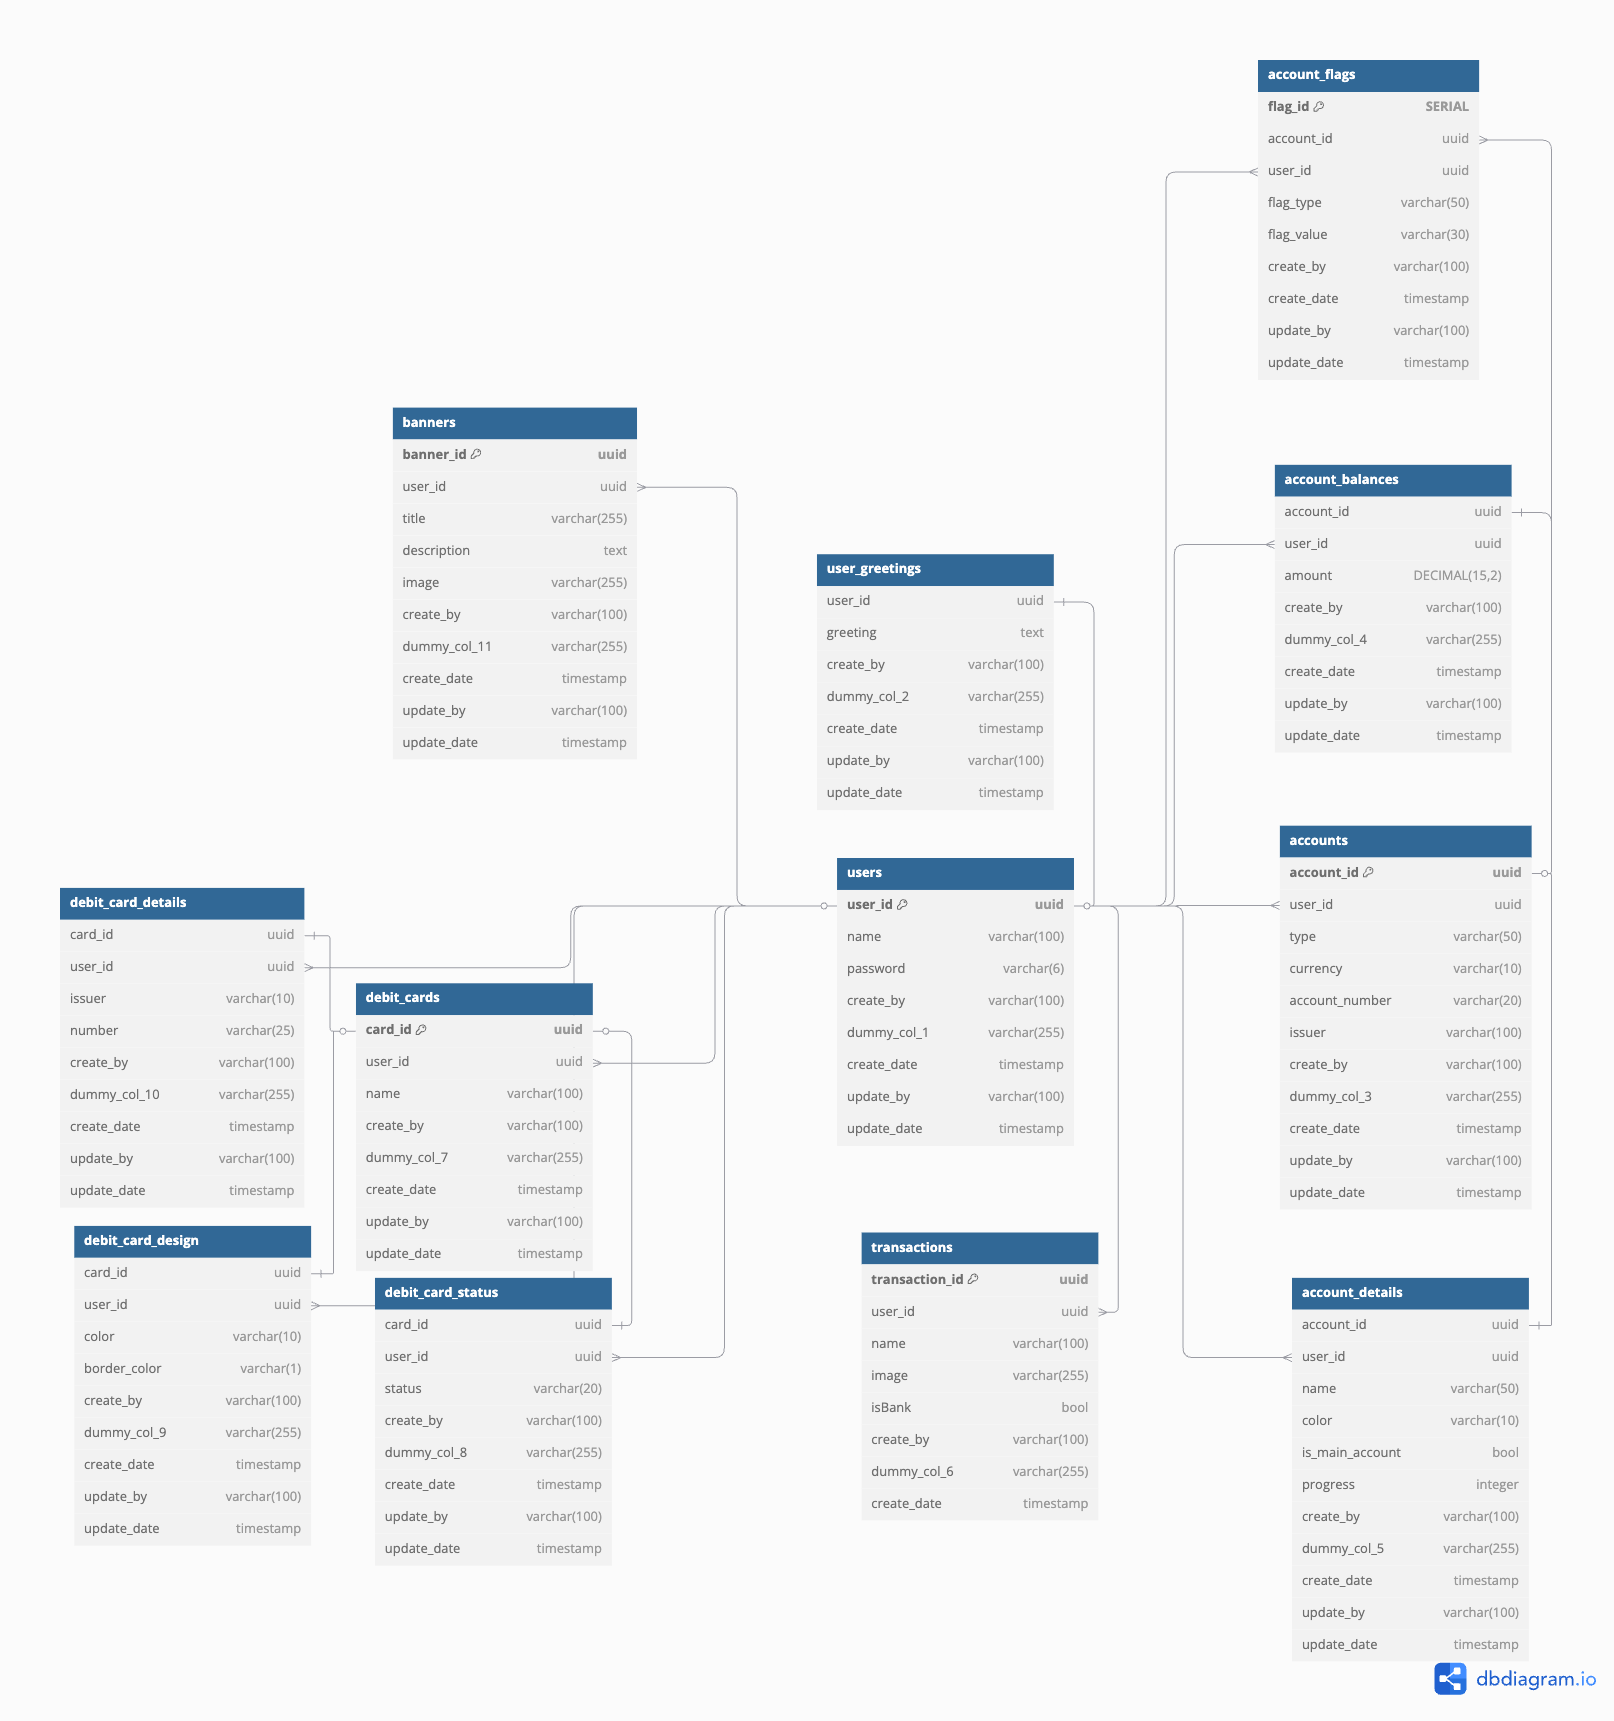 account_flags
flag_id SERIAL
account_id uuid
user_id uuid
flag_type varchar(50)
flag_value varchar(30)
create_by varchar(100)
create_date timestamp
update_by varchar(100)
update_date timestamp
banners
banner_id uuid
user_id uuid
title varchar(255)
description text
image varchar(255)
create_by varchar(100)
dummy_col_11 varchar(255)
create_date timestamp
update_by varchar(100)
update_date timestamp
account_balances
account_id uuid
user_id uuid
amount DECIMAL(15,2)
create_by varchar(100)
dummy_col_4 varchar(255)
create_date timestamp
update_by varchar(100)
update_date timestamp
user_greetings
user_id uuid
greeting text
create_by varchar(100)
dummy_col_2 varchar(255)
create_date timestamp
update_by varchar(100)
update_date timestamp
accounts
account_id uuid
user_id uuid
type varchar(50)
currency varchar(10)
account_number varchar(20)
issuer varchar(100)
create_by varchar(100)
dummy_col_3 varchar(255)
create_date timestamp
update_by varchar(100)
update_date timestamp
users
user_id uuid
name varchar(100)
password varchar(6)
create_by varchar(100)
dummy_col_1 varchar(255)
create_date timestamp
update_by varchar(100)
update_date timestamp
debit_card_details
card_id uuid
user_id uuid
issuer varchar(10)
number varchar(25)
create_by varchar(100)
dummy_col_10 varchar(255)
create_date timestamp
update_by varchar(100)
update_date timestamp
debit_cards
card_id uuid
user_id uuid
name varchar(100)
create_by varchar(100)
dummy_col_7 varchar(255)
create_date timestamp
update_by varchar(100)
update_date timestamp
debit_card_design
card_id uuid
user_id uuid
color varchar(10)
border_color varchar(1)
create_by varchar(100)
dummy_col_9 varchar(255)
create_date timestamp
update_by varchar(100)
update_date timestamp
debit_card_status
card_id uuid
user_id uuid
status varchar(20)
create_by varchar(100)
dummy_col_8 varchar(255)
create_date timestamp
update_by varchar(100)
update_date timestamp
transactions
transaction_id uuid
user_id uuid
name varchar(100)
image varchar(255)
isBank bool
create_by varchar(100)
dummy_col_6 varchar(255)
create_date timestamp
account_details
account_id uuid
user_id uuid
name varchar(50)
color varchar(10)
is_main_account bool
progress integer
create_by varchar(100)
dummy_col_5 varchar(255)
create_date timestamp
update_by varchar(100)
update_date timestamp
dbdiagram.io